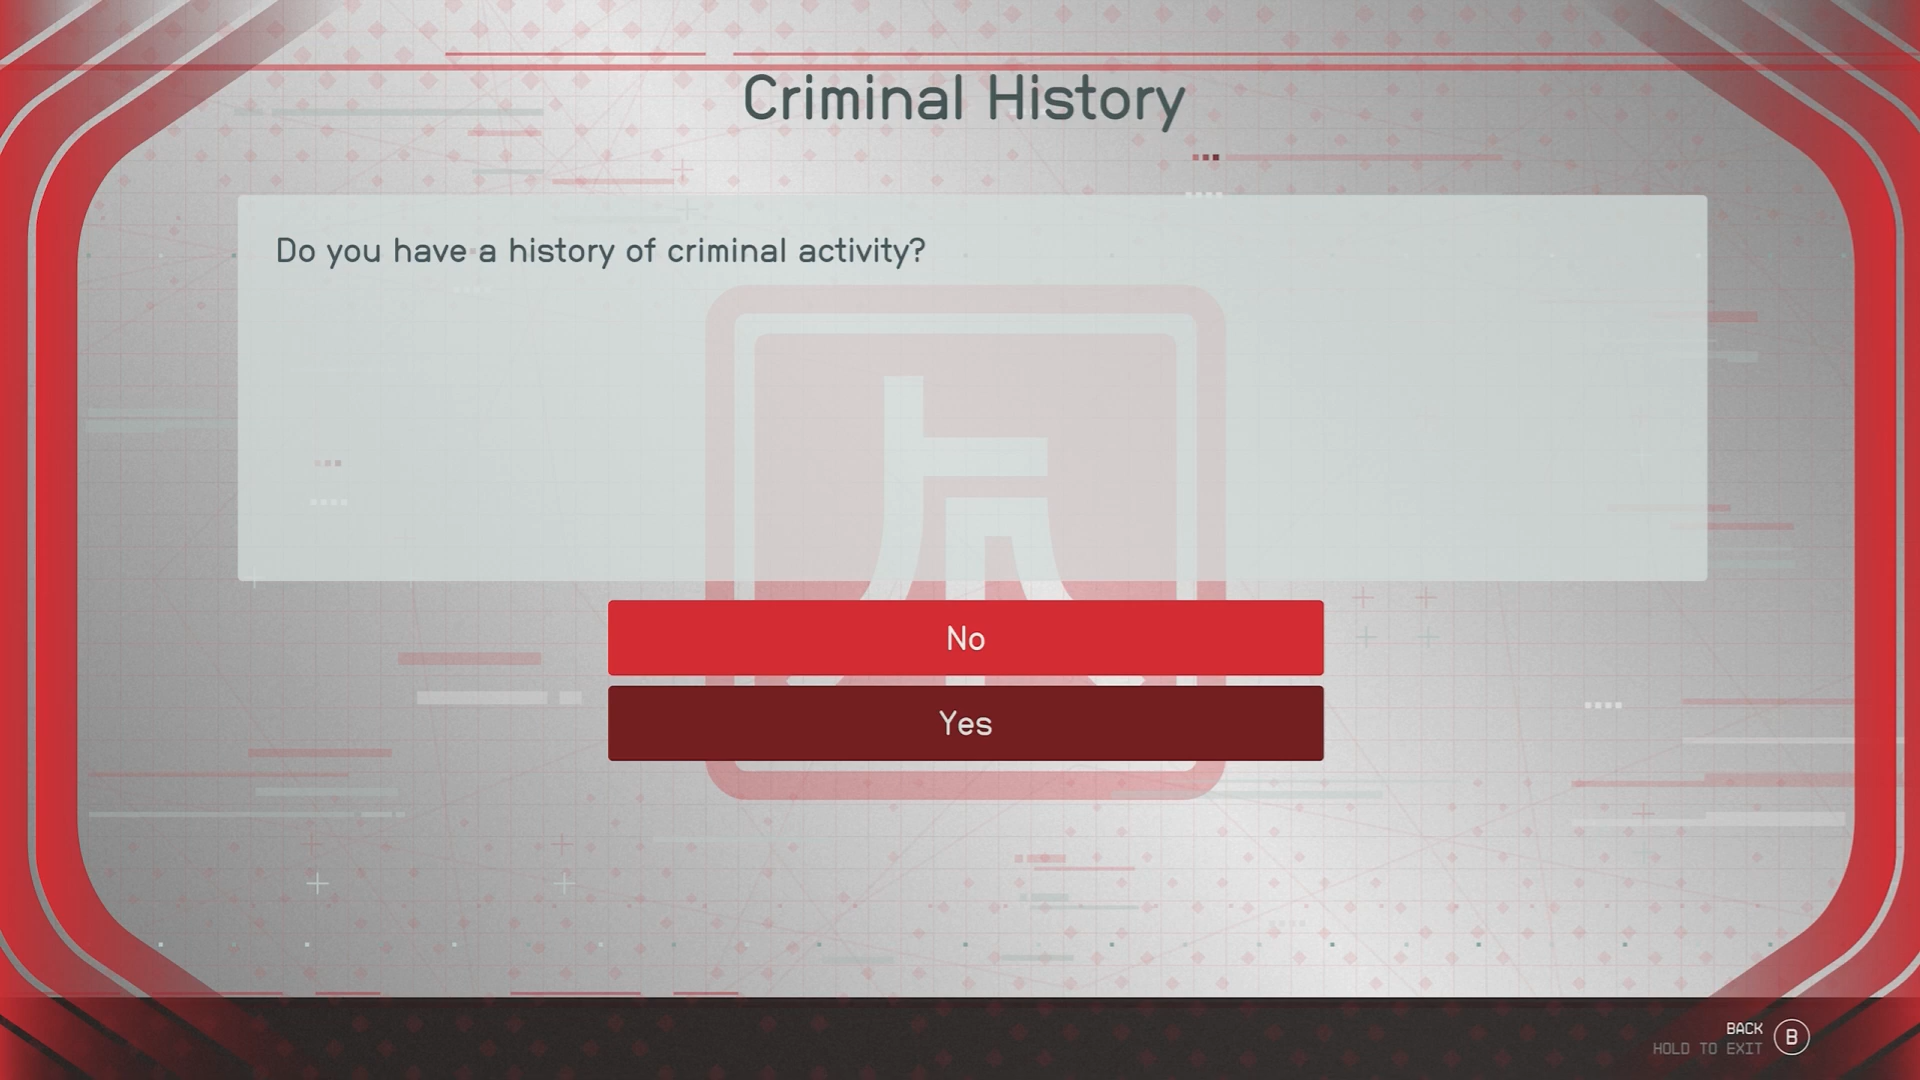 Criminal History
Do you have a history of criminal activity?
No
Yes
BACK
HOLD TO EXIT
B